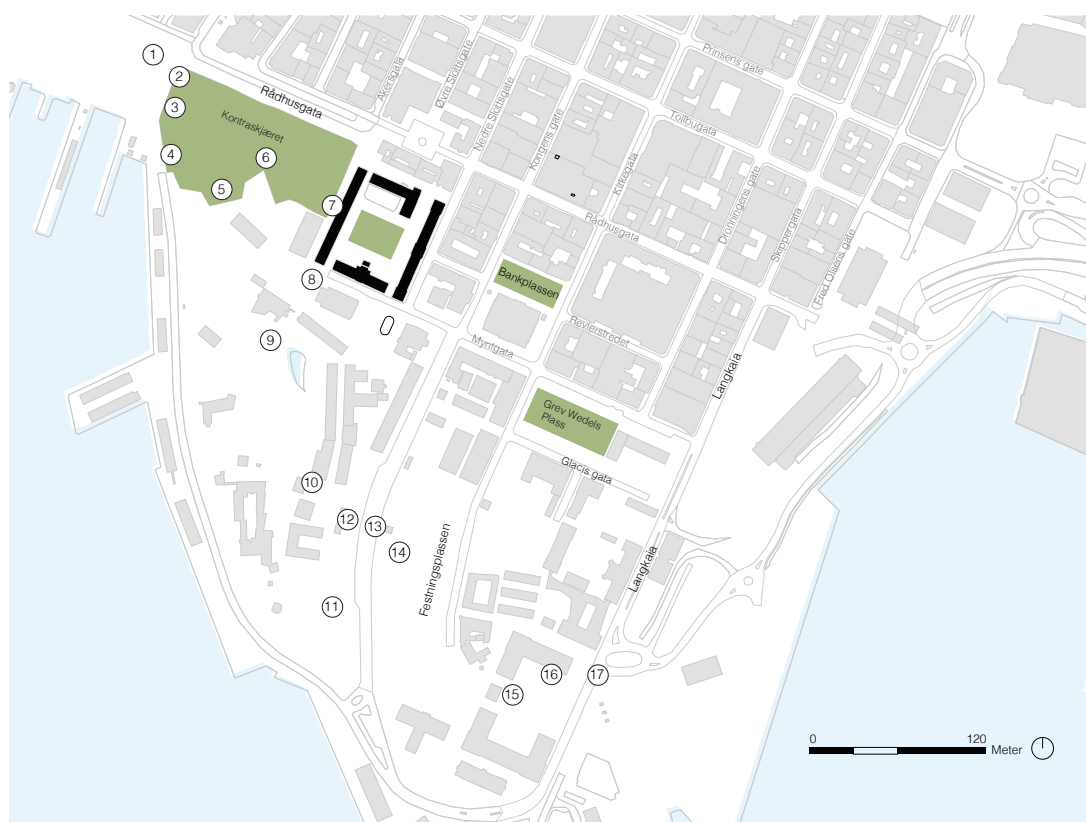 Prinsens gate
1
2
Akersgata
Øvre Slottsgate
Rådhusgata
3
Nedre Slottsgate
Kongens gate
Tollbugata
Kontraskjæret
4
6
Kirkegata
5
7
Dronningens gate
Skippergata
Rådhusgata
Fred Olsens gate
8
Bankplassen
Revierstredet
9
Myntgata
Langkaia
Grev Wedels
Plass
Glacis gata
10
12
13
14
Festningsplassen
Langkaia
11
16
17
15
0
120
Meter